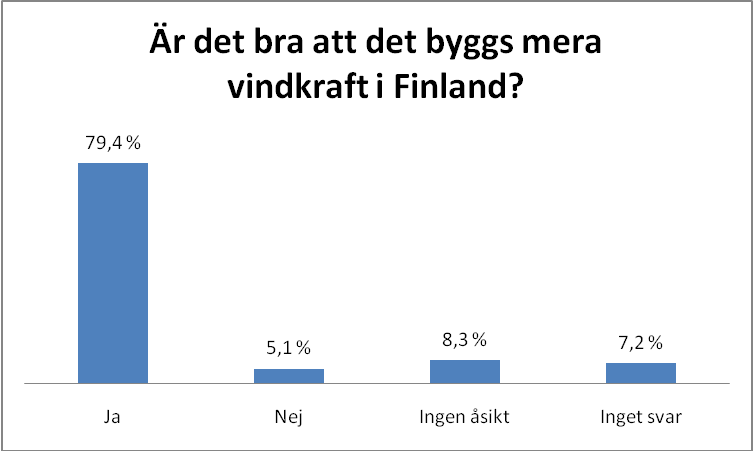 Är det bra att det byggs mera
vindkraft i Finland?
79,4 %
5,1 %
8,3 %
7,2 %
Ja
Nej
Ingen åsikt
Inget svar